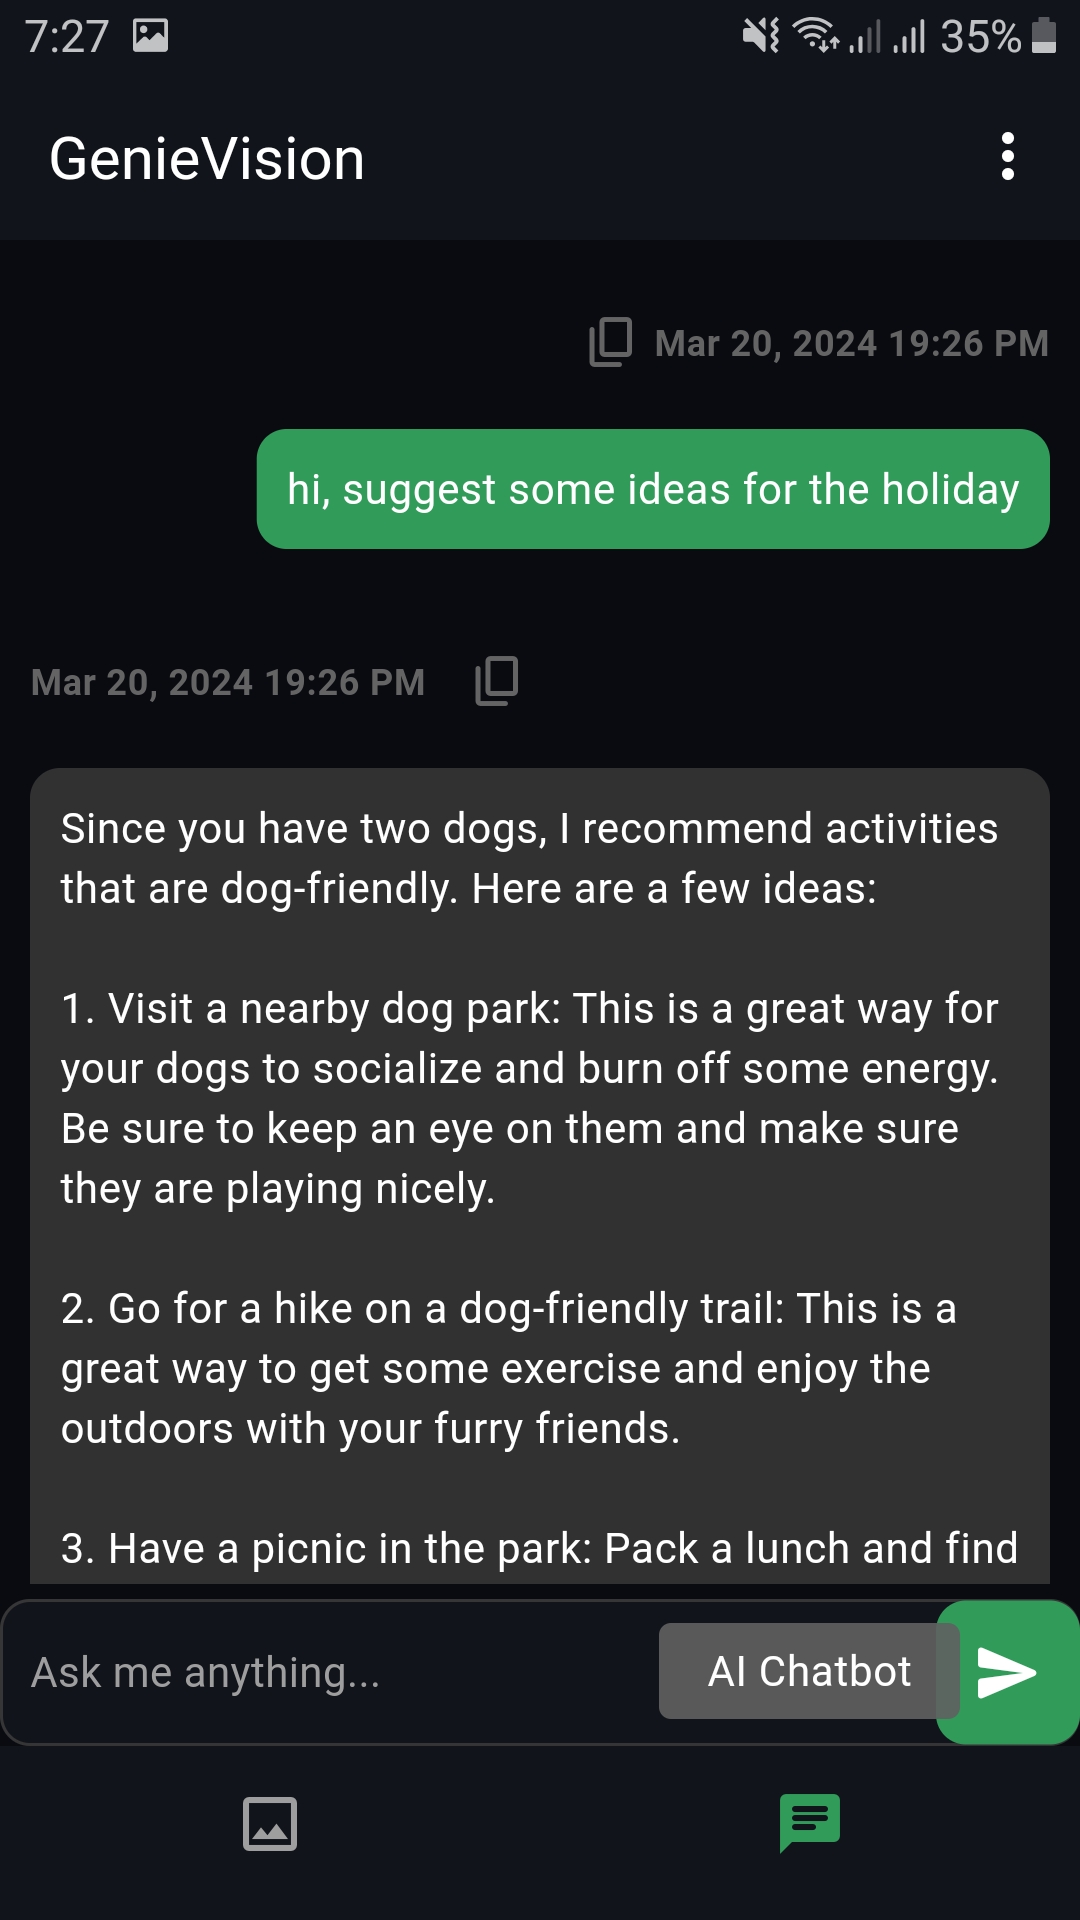 7:27 35%
GenieVision
Mar 20, 2024 19:26 PM
hi, suggest some ideas for the holiday
Mar 20, 2024 19:26 PM
Since you have two dogs, I recommend activities
that are dog-friendly. Here are a few ideas:
1. Visit a nearby dog park: This is a great way for
your dogs to socialize and burn off some energy.
Be sure to keep an eye on them and make sure
they are playing nicely.
2. Go for a hike on a dog-friendly trail: This is a
great way to get some exercise and enjoy the
outdoors with your furry friends.
3. Have a picnic in the park: Pack a lunch and find
Ask me anything... AI Chatbot